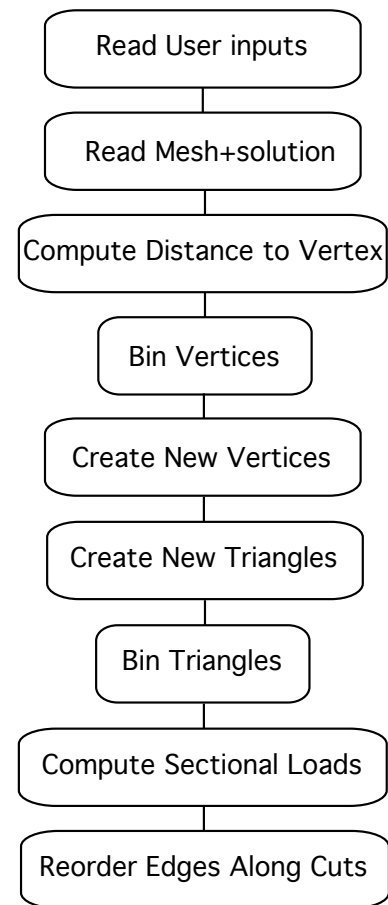 Read User inputs
Read Mesh+solution
Compute Distance to Vertex
Bin Vertices
Create New Vertices
Create New Triangles
Bin Triangles
Compute Sectional Loads
Reorder Edges Along Cuts